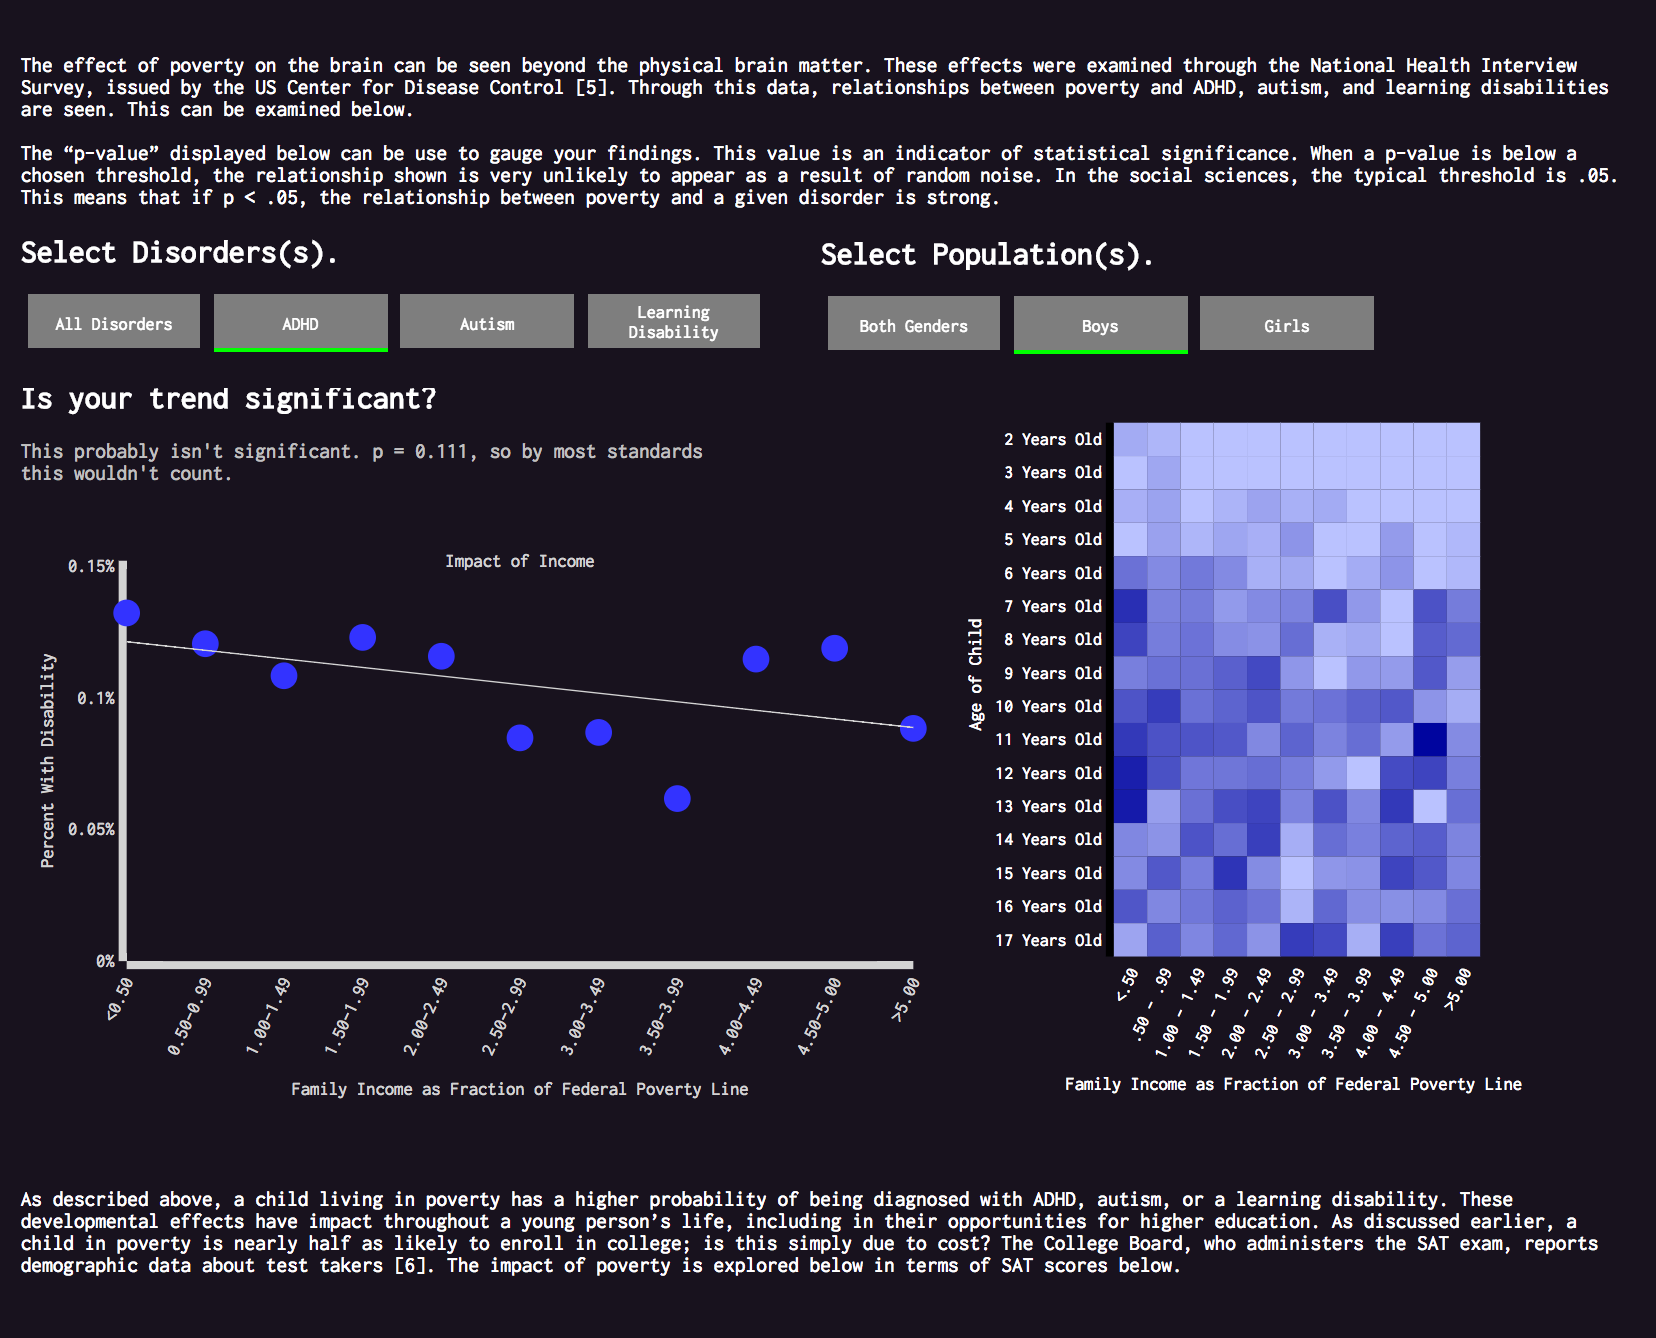 The effect of poverty on the brain can be seen beyond the physical brain matter. These effects were examined through the National Health Interview
Survey, issued by the US Center for Disease Control [5]. Through this data, relationships between poverty and ADHD, autism, and learning disabilities
are seen. This can be examined below.
The “p-value” displayed below can be use to gauge your findings. This value is an indicator of statistical significance. When a p-value is below a
chosen threshold, the relationship shown is very unlikely to appear as a result of random noise. In the social sciences, the typical threshold is .05.
This means that if p < .05, the relationship between poverty and a given disorder is strong.
Select Disorders(s).
All Disorders
ADHD
Autism
Learning
Disability
Select Population(s).
Both Genders
Boys
Girls
Is your trend significant?
This probably isn't significant. p = 0.111, so by most standards
this wouldn't count.
Impact of Income
Percent With Disability
0.15%
0.1%
0.05%
0%
<0.50
0.50-0.99
1.00-1.49
1.50-1.99
2.00-2.49
2.50-2.99
3.00-3.49
3.50-3.99
4.00-4.49
4.50-5.00
>5.00
Family Income as Fraction of Federal Poverty Line
Age of Child
2 Years Old
3 Years Old
4 Years Old
5 Years Old
6 Years Old
7 Years Old
8 Years Old
9 Years Old
10 Years Old
11 Years Old
12 Years Old
13 Years Old
14 Years Old
15 Years Old
16 Years Old
17 Years Old
<.50
.50 - .99
1.00 - 1.49
1.50 - 1.99
2.00 - 2.49
2.50 - 2.99
3.00 - 3.49
3.50 - 3.99
4.00 - 4.49
4.50 - 5.00
>5.00
Family Income as Fraction of Federal Poverty Line
As described above, a child living in poverty has a higher probability of being diagnosed with ADHD, autism, or a learning disability. These
developmental effects have impact throughout a young person’s life, including in their opportunities for higher education. As discussed earlier, a
child in poverty is nearly half as likely to enroll in college; is this simply due to cost? The College Board, who administers the SAT exam, reports
demographic data about test takers [6]. The impact of poverty is explored below in terms of SAT scores below.